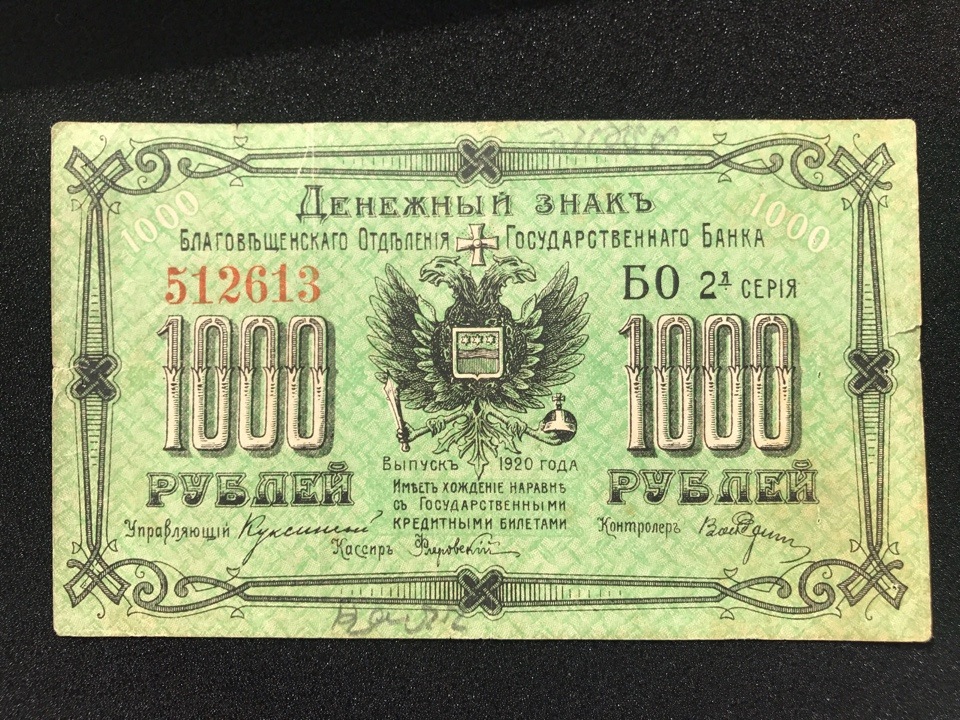 1000 1000
Денежный знакъ
Благовѣщенскаго Отдѣленія Государственнаго Банка
512613 БО 2я СЕРІЯ
1000 1000
РУБЛЕЙ РУБЛЕЙ
Выпускъ 1920 года
Имѣетъ хожденіе наравнѣ
съ Государственными
кредитными билетами
Управляющій Контролеръ
Кассиръ